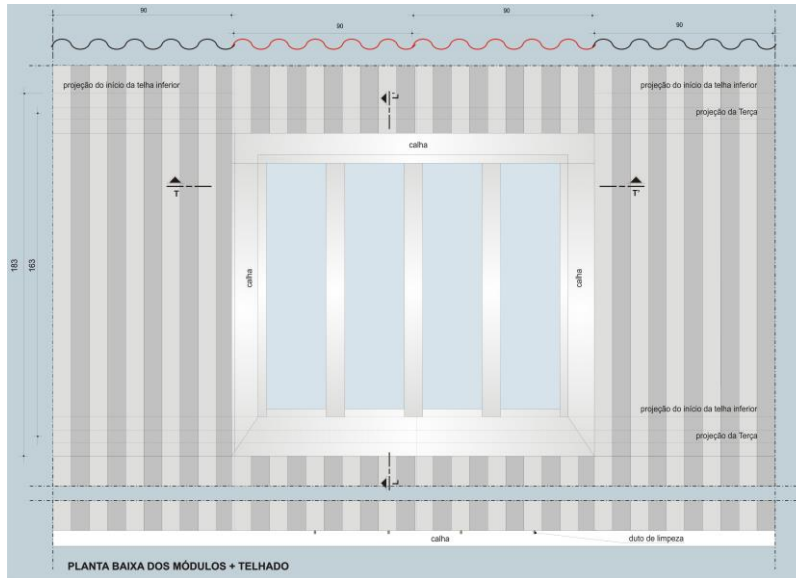 90
90
90
90
projeção do início da telha inferior
L'
projeção do início da telha inferior
projeção da Terça
calha
T
T'
183
163
calha
calha
projeção do início da telha inferior
projeção da Terça
L
calha
duto de limpeza
PLANTA BAIXA DOS MÓDULOS + TELHADO